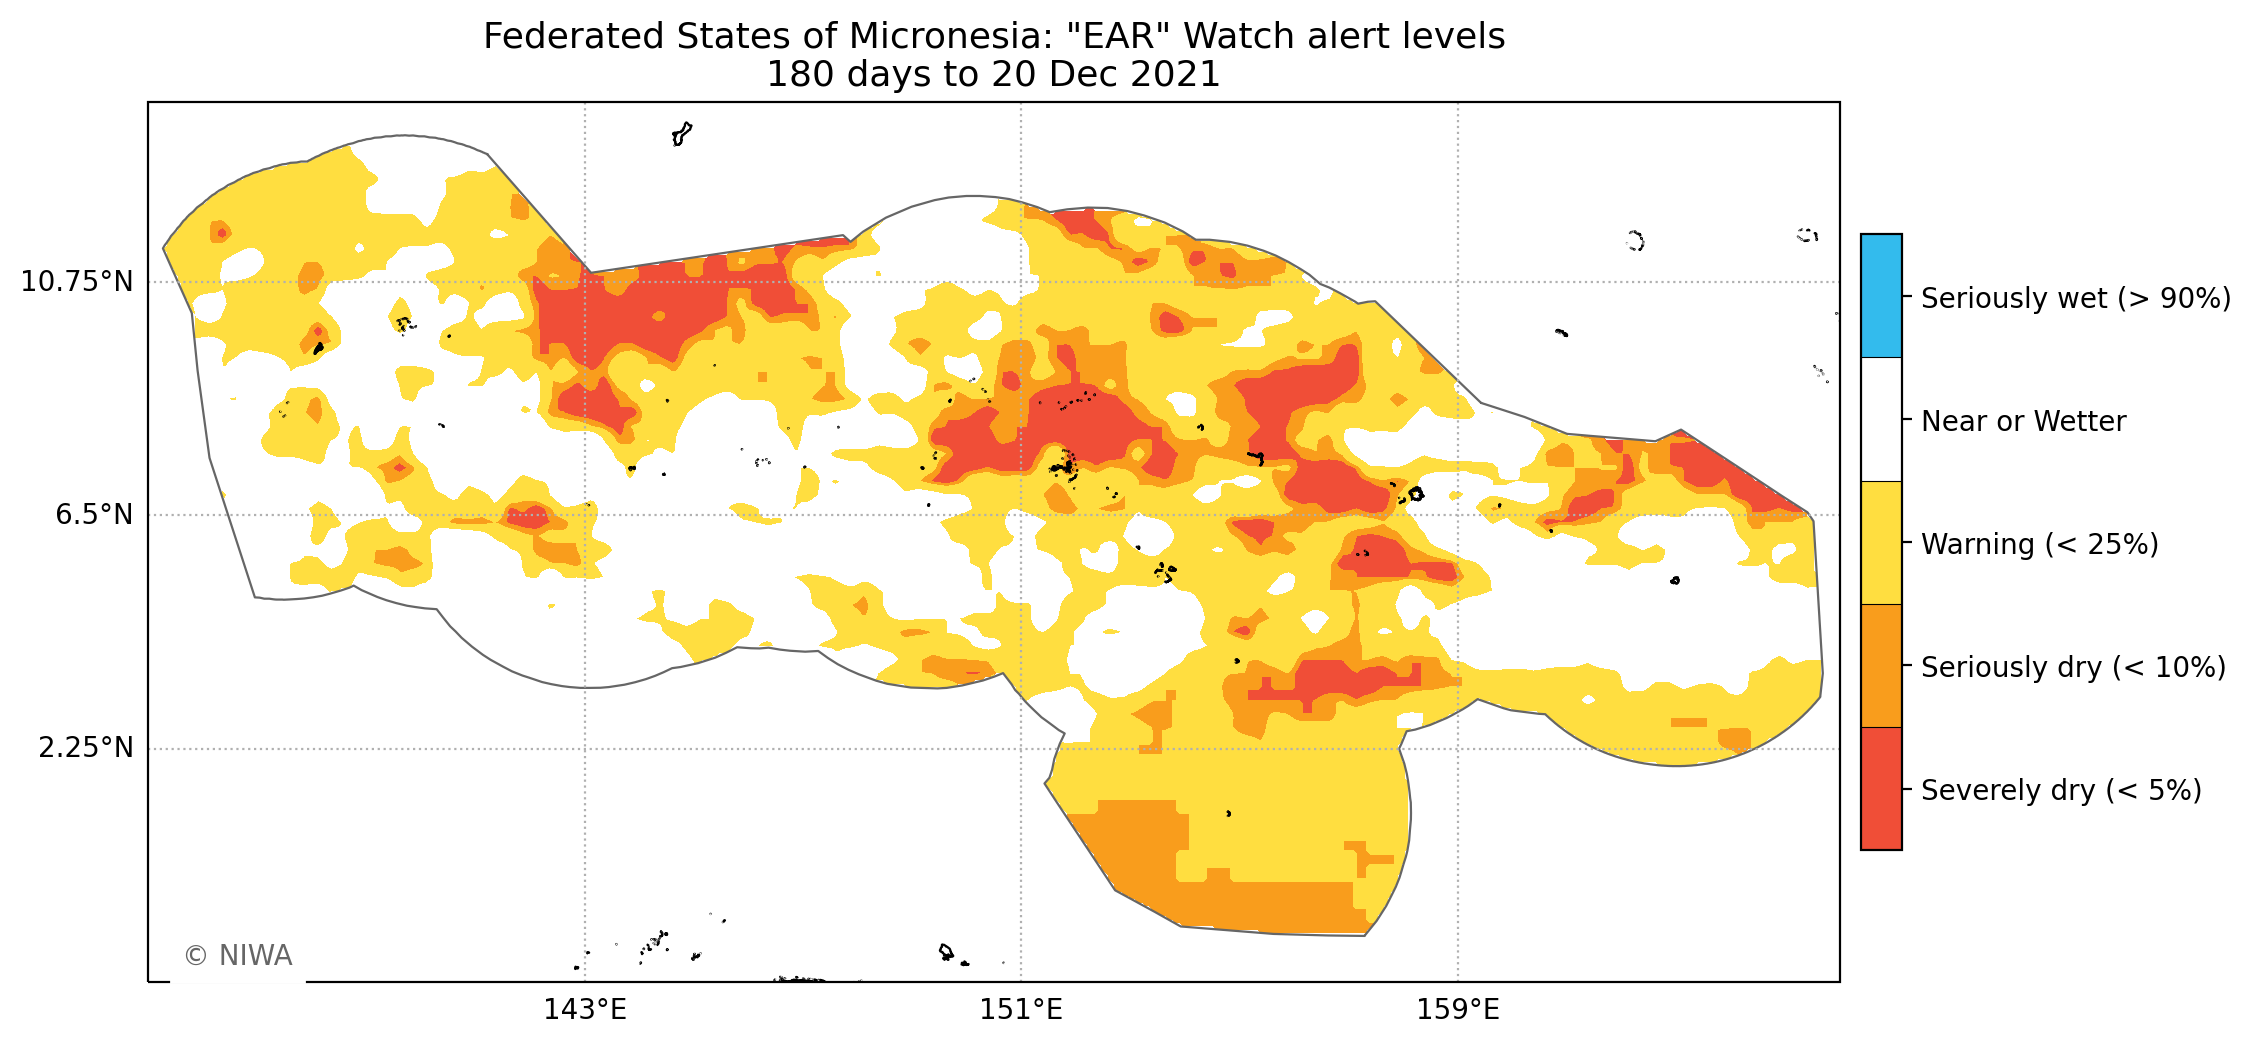 Federated States of Micronesia: "EAR" Watch alert levels
180 days to 20 Dec 2021
10.75°N
6.5°N
2.25°N
143°E
151°E
159°E
© NIWA
Seriously wet (> 90%)
Near or Wetter
Warning (< 25%)
Seriously dry (< 10%)
Severely dry (< 5%)